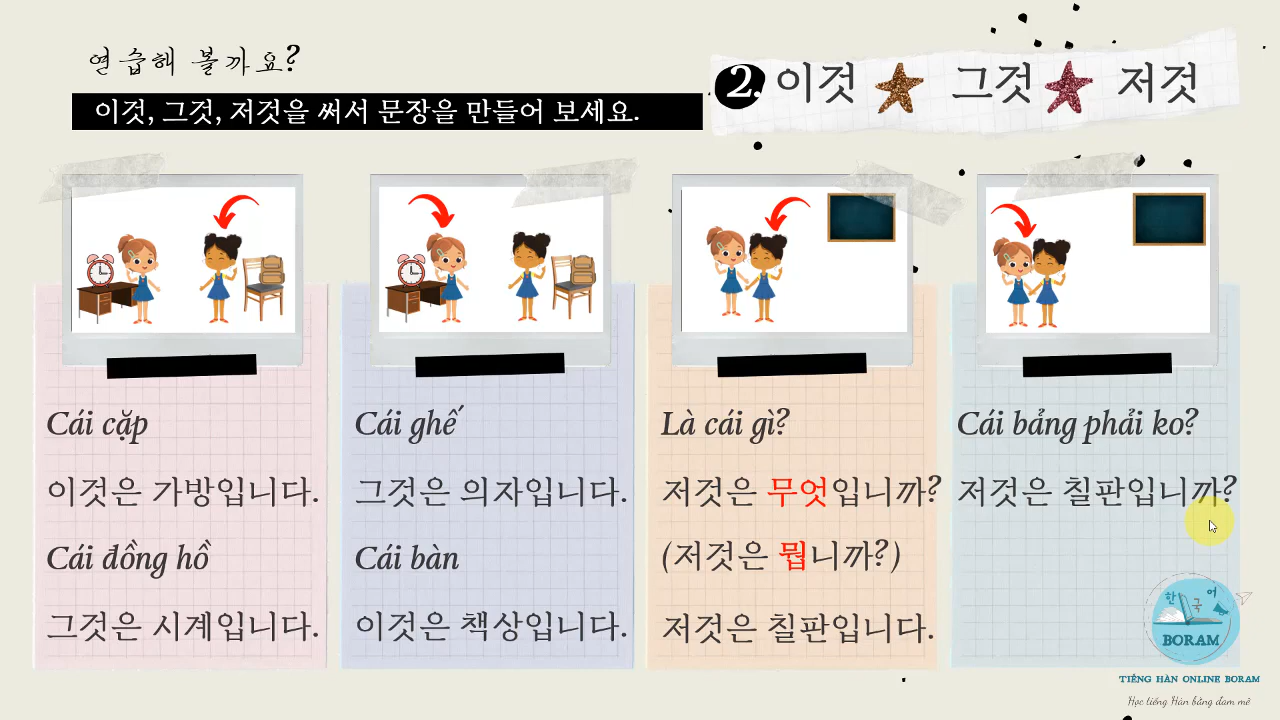 연습해 볼까요?
이것, 그것, 저것을 써서 문장을 만들어 보세요.
2. 이것 그것 저것
Cái cặp
이것은 가방입니다.
Cái đồng hồ
그것은 시계입니다.
Cái ghế
그것은 의자입니다.
Cái bàn
이것은 책상입니다.
Là cái gì?
저것은 무엇입니까?
(저것은 뭡니까?)
저것은 칠판입니다.
Cái bảng phải ko?
저것은 칠판입니까?
한국어
BORAM
TIẾNG HÀN ONLINE BORAM
Học tiếng Hàn bằng đam mê